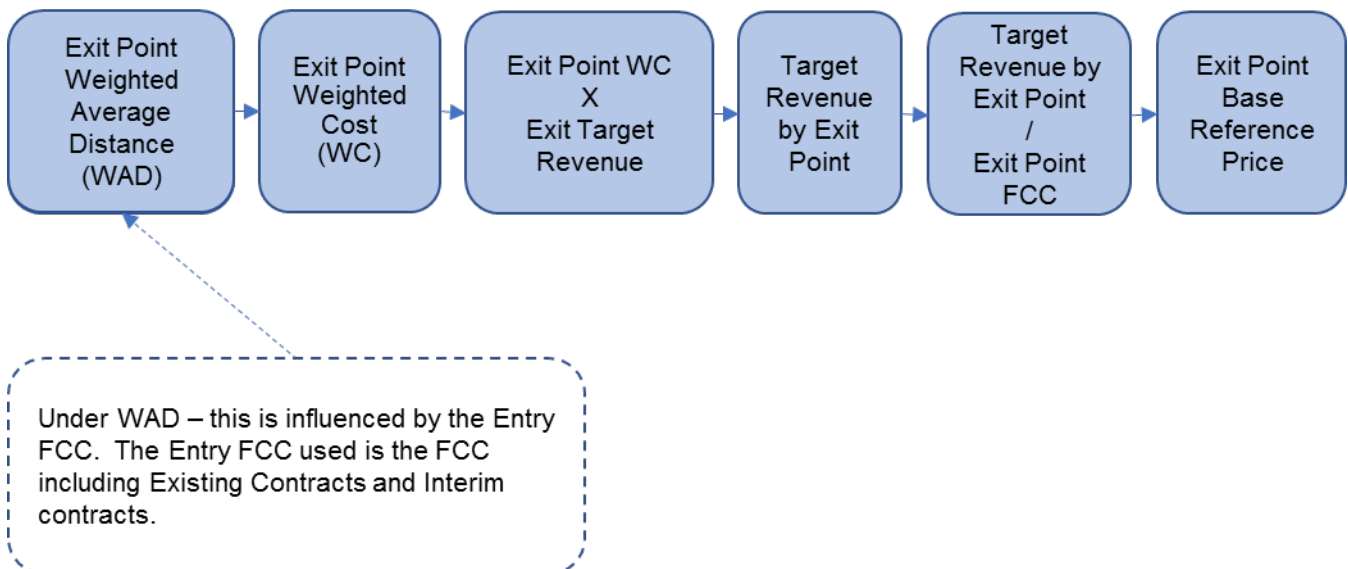 Exit Point
Weighted
Average
Distance
(WAD)
Exit Point
Weighted
Cost
(WC)
Exit Point WC
X
Exit Target
Revenue
Target
Revenue
by Exit
Point
Target
Revenue by
Exit Point
/
Exit Point
FCC
Exit Point
Base
Reference
Price
Under WAD – this is influenced by the Entry
FCC.  The Entry FCC used is the FCC
including Existing Contracts and Interim
contracts.